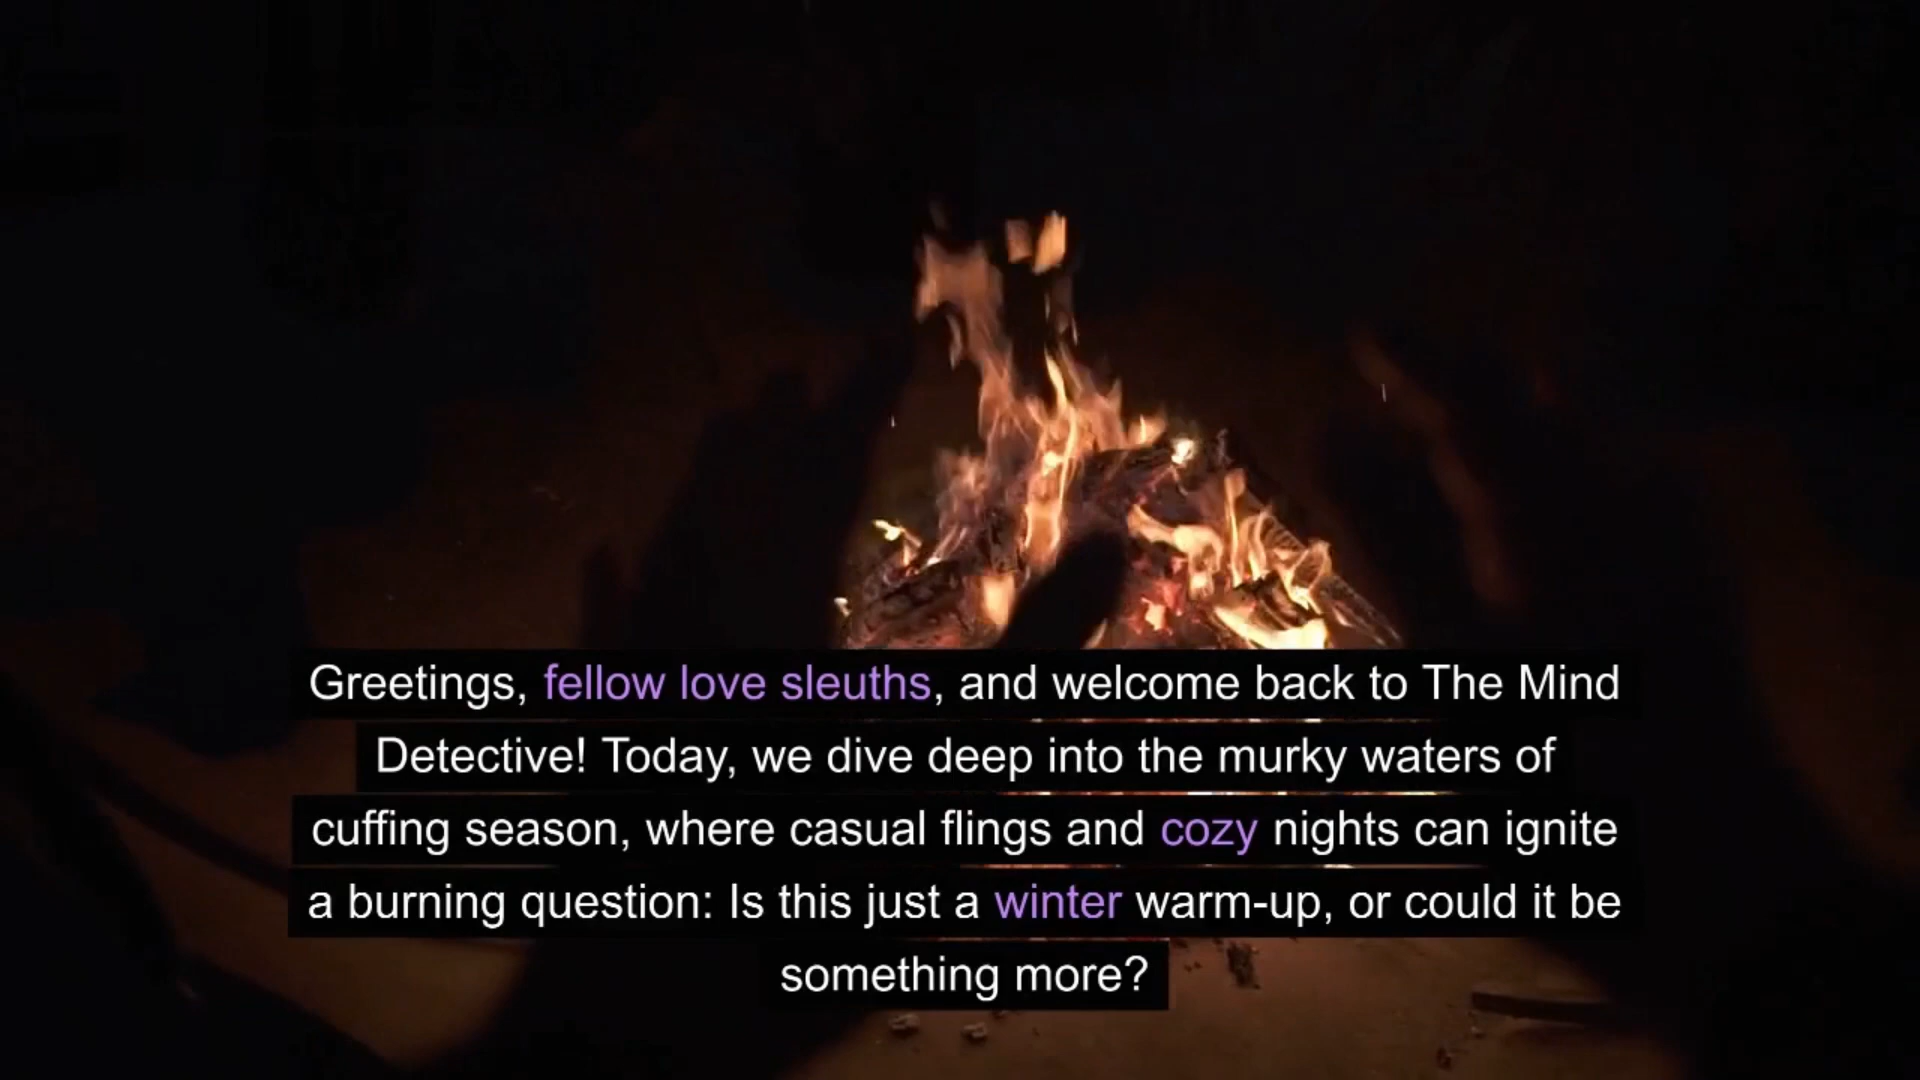 Greetings, fellow love sleuths, and welcome back to The Mind
Detective! Today, we dive deep into the murky waters of
cuffing season, where casual flings and cozy nights can ignite
a burning question: Is this just a winter warm-up, or could it be
something more?